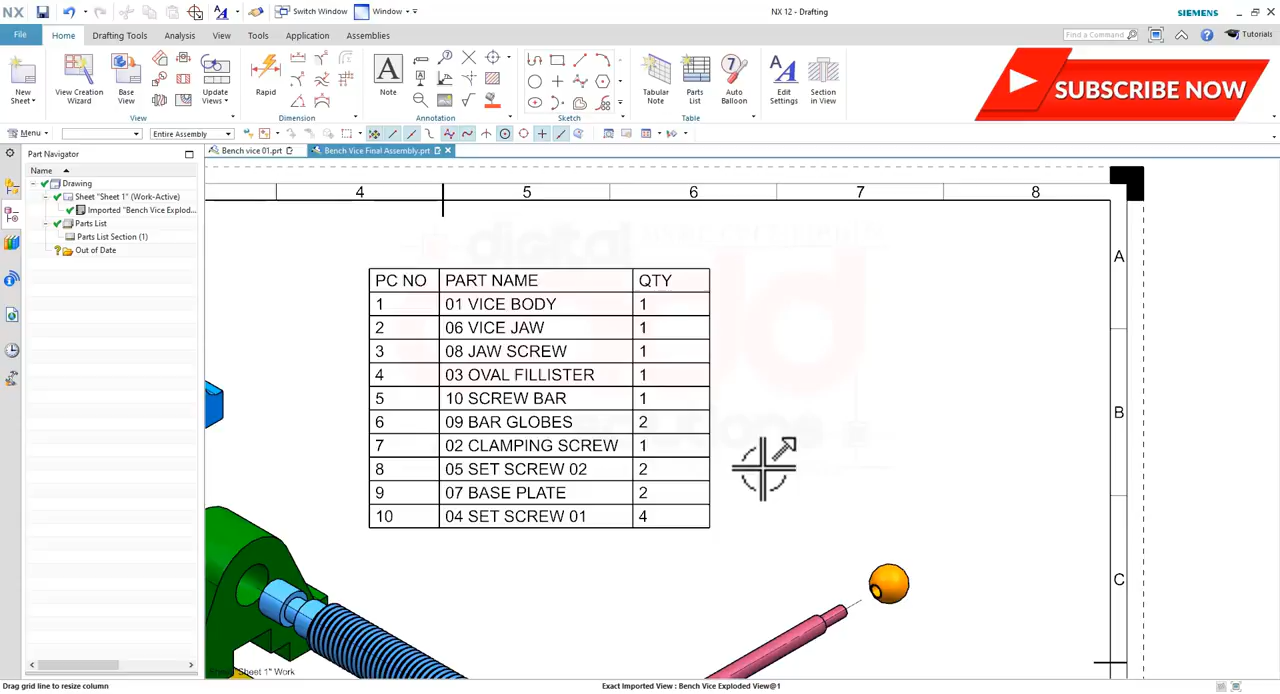 NX
Switch Window
Window
NX 12 - Drafting
SIEMENS
File
Home
Drafting Tools
Analysis
View
Tools
Application
Assemblies
Find a Command
Tutorials
New Sheet
View Creation Wizard
Base View
Update Views
View
Rapid
Dimension
Note
Annotation
Sketch
Tabular Note
Parts List
Auto Balloon
Table
Edit Settings
Section in View
SUBSCRIBE NOW
Menu
Entire Assembly
Part Navigator
Bench vice 01.prt
Bench Vice Final Assembly.prt
Name
Drawing
Sheet "Sheet 1" (Work-Active)
Imported "Bench Vice Explod...
Parts List
Parts List Section (1)
Out of Date
4 5 6 7 8
A
B
C
digital
PC NO PART NAME QTY
1 01 VICE BODY 1
2 06 VICE JAW 1
3 08 JAW SCREW 1
4 03 OVAL FILLISTER 1
5 10 SCREW BAR 1
6 09 BAR GLOBES 2
7 02 CLAMPING SCREW 1
8 05 SET SCREW 02 2
9 07 BASE PLATE 2
10 04 SET SCREW 01 4
Sheet 1" Work
Drag grid line to resize column
Exact Imported View : Bench Vice Exploded View@1